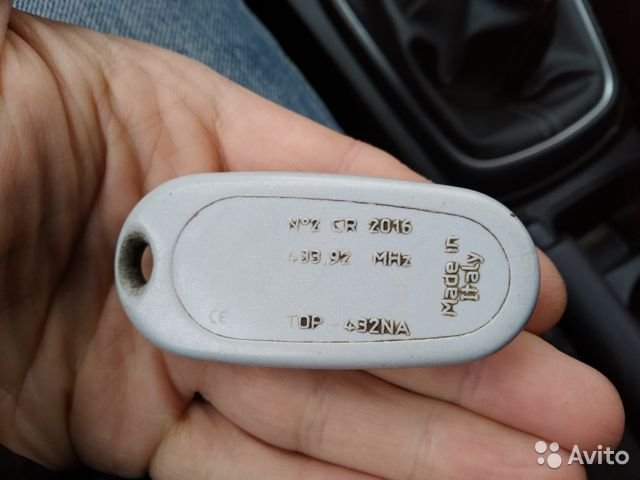 N°2 CR 2016
433,92 MHz
TOP - 432NA
CE
Made in
Italy
Avito